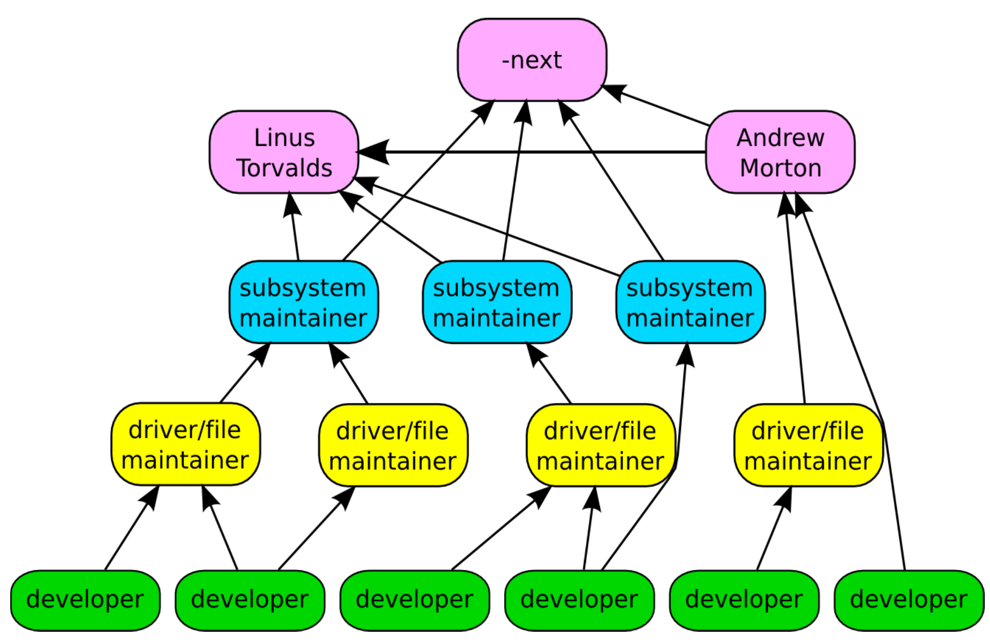 -next
Linus
Torvalds
Andrew
Morton
subsystem
maintainer
subsystem
maintainer
subsystem
maintainer
driver/file
maintainer
driver/file
maintainer
driver/file
maintainer
driver/file
maintainer
developer
developer
developer
developer
developer
developer